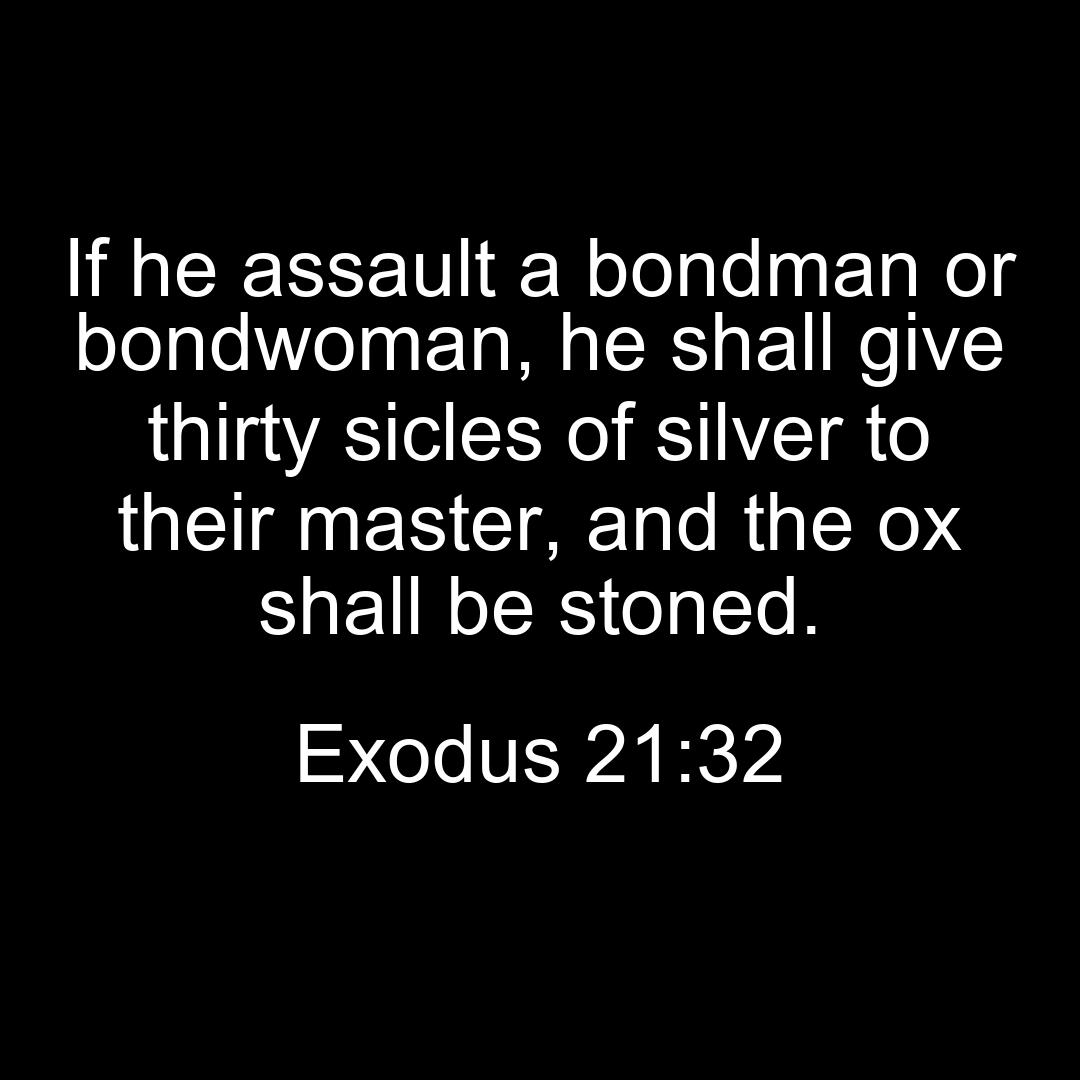 If he assault a bondman or
bondwoman, he shall give
thirty sicles of silver to
their master, and the ox
shall be stoned.
Exodus 21:32